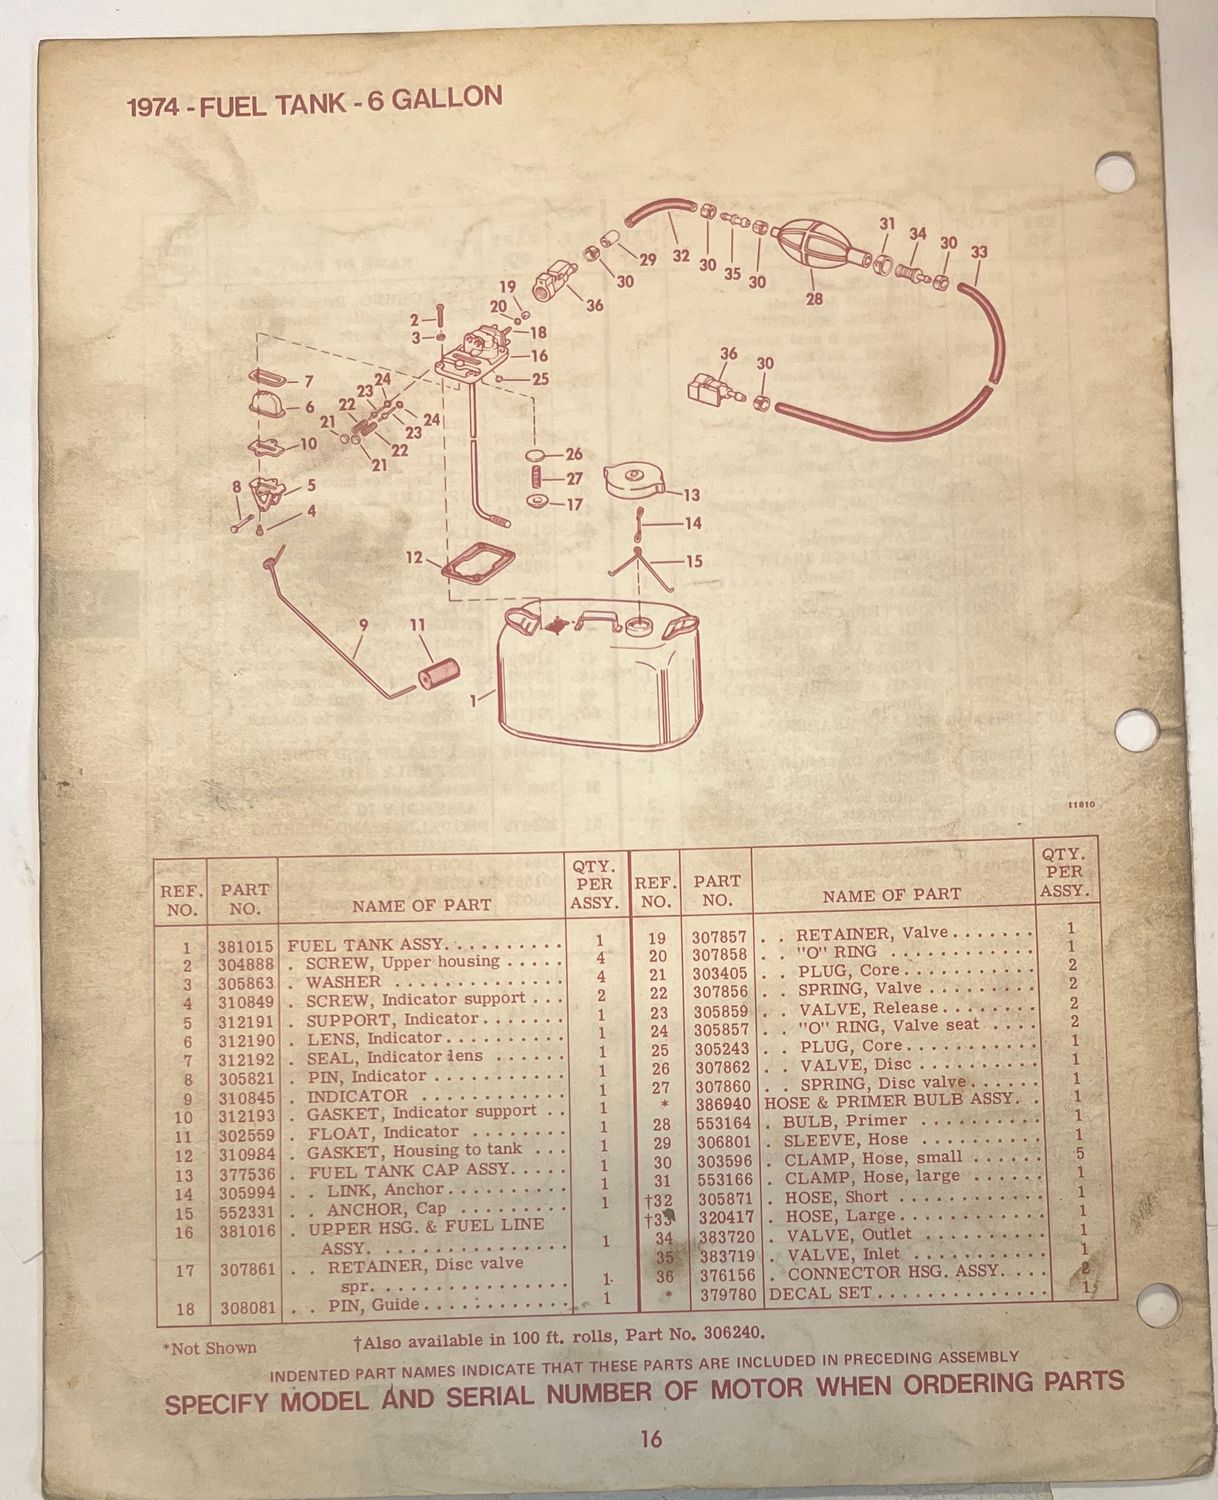 1974 - FUEL TANK - 6 GALLON
31
34
30
33
32
30
35
30
28
29
30
36
19
20
18
2
3
16
25
36
30
7
6
24
23
22
21
24
23
22
21
10
8
5
4
26
27
17
13
14
15
12
9
11
1
11810
REF. NO. PART NO. NAME OF PART QTY. PER ASSY.
1 381015 FUEL TANK ASSY. . . . . . . . . . 1
2 304888 . SCREW, Upper housing . . . . . 4
3 305863 . WASHER . . . . . . . . . . . . . . 4
4 310849 . SCREW, Indicator support . . . 2
5 312191 . SUPPORT, Indicator . . . . . . . 1
6 312190 . LENS, Indicator . . . . . . . . . . 1
7 312192 . SEAL, Indicator lens . . . . . . 1
8 305821 . PIN, Indicator . . . . . . . . . . . 1
9 310845 . INDICATOR . . . . . . . . . . . . 1
10 312193 . GASKET, Indicator support . . 1
11 302559 . FLOAT, Indicator . . . . . . . . 1
12 310984 . GASKET, Housing to tank . . . 1
13 377536 . FUEL TANK CAP ASSY. . . . . 1
14 305994 . . LINK, Anchor . . . . . . . . . . 1
15 552331 . . ANCHOR, Cap . . . . . . . . . 1
16 381016 . UPPER HSG. & FUEL LINE
ASSY. . . . . . . . . . . . . . . . 1
17 307861 . . RETAINER, Disc valve
spr. . . . . . . . . . . . . . . . 1
18 308081 . . PIN, Guide . . . . . . . . . . . . 1
REF. NO. PART NO. NAME OF PART QTY. PER ASSY.
19 307857 . . RETAINER, Valve . . . . . . . 1
20 307858 . . "O" RING . . . . . . . . . . . . 1
21 303405 . . PLUG, Core . . . . . . . . . . . 2
22 307856 . . SPRING, Valve . . . . . . . . . 2
23 305859 . . VALVE, Release . . . . . . . . 2
24 305857 . . "O" RING, Valve seat . . . . 2
25 305243 . . PLUG, Core . . . . . . . . . . . 1
26 307862 . . VALVE, Disc . . . . . . . . . . 1
27 307860 . . SPRING, Disc valve . . . . . . 1
* 386940 HOSE & PRIMER BULB ASSY. . . 1
28 553164 . BULB, Primer . . . . . . . . . . . 1
29 306801 . SLEEVE, Hose . . . . . . . . . . 1
30 303596 . CLAMP, Hose, small . . . . . . 5
31 553166 . CLAMP, Hose, large . . . . . . 1
†32 305871 . HOSE, Short . . . . . . . . . . . . 1
†33 320417 . HOSE, Large . . . . . . . . . . . . 1
34 383720 . VALVE, Outlet . . . . . . . . . . 1
35 383719 . VALVE, Inlet . . . . . . . . . . . 1
36 376156 . CONNECTOR HSG. ASSY. . . . 2
* 379780 DECAL SET . . . . . . . . . . . . . . 1
*Not Shown †Also available in 100 ft. rolls, Part No. 306240.
INDENTED PART NAMES INDICATE THAT THESE PARTS ARE INCLUDED IN PRECEDING ASSEMBLY
SPECIFY MODEL AND SERIAL NUMBER OF MOTOR WHEN ORDERING PARTS
16